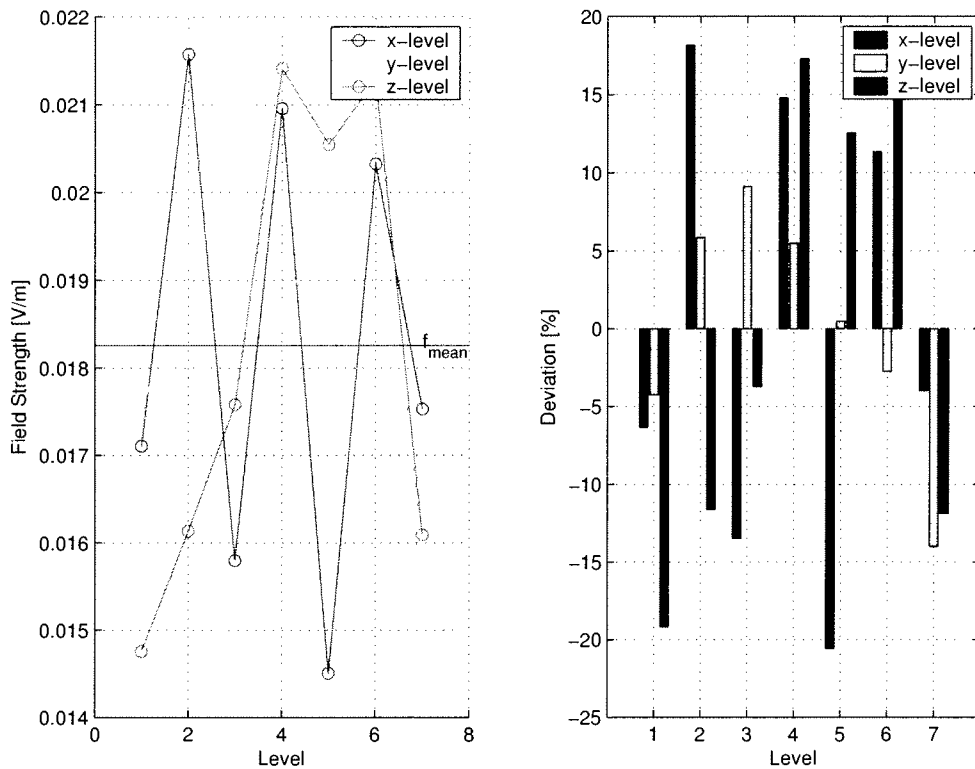 0.022
0.021
0.02
0.019
0.018
0.017
0.016
0.015
0.014
0
2
4
6
8
Field Strength [V/m]
Level
x-level
y-level
z-level
f_mean
20
15
10
5
0
-5
-10
-15
-20
-25
1
2
3
4
5
6
7
Deviation [%]
Level
x-level
y-level
z-level